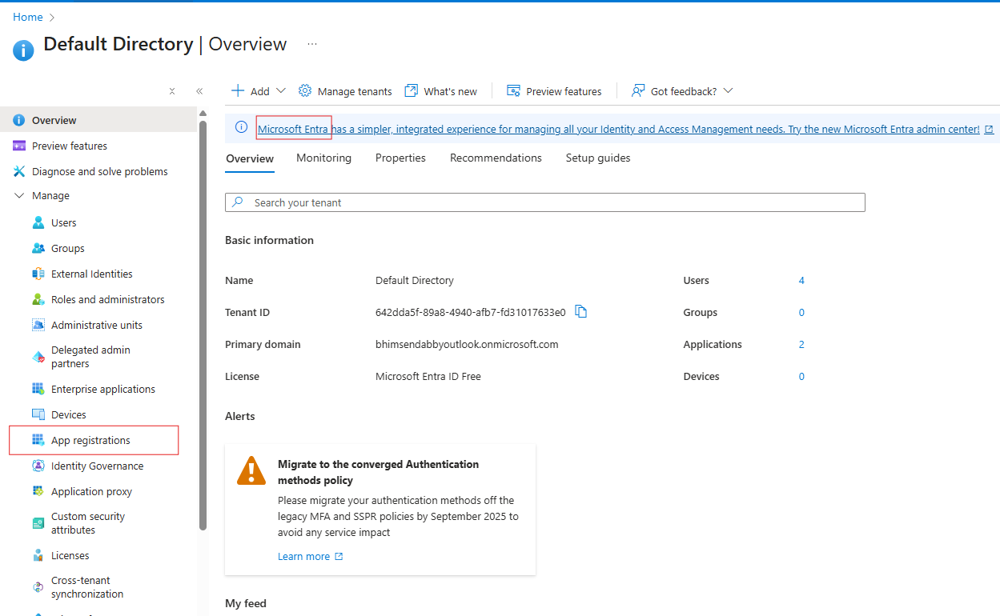 Home
Default Directory | Overview
Add
Manage tenants
What's new
Preview features
Got feedback?
Overview
Preview features
Diagnose and solve problems
Manage
Users
Groups
External Identities
Roles and administrators
Administrative units
Delegated admin
partners
Enterprise applications
Devices
App registrations
Identity Governance
Application proxy
Custom security
attributes
Licenses
Cross-tenant
synchronization
Microsoft Entra has a simpler, integrated experience for managing all your Identity and Access Management needs. Try the new Microsoft Entra admin center!
Overview
Monitoring
Properties
Recommendations
Setup guides
Search your tenant
Basic information
Name Default Directory Users 4
Tenant ID 642dda5f-89a8-4940-afb7-fd31017633e0 Groups 0
Primary domain bhimsendabbyoutlook.onmicrosoft.com Applications 2
License Microsoft Entra ID Free Devices 0
Alerts
Migrate to the converged Authentication
methods policy
Please migrate your authentication methods off the
legacy MFA and SSPR policies by September 2025 to
avoid any service impact
Learn more
My feed